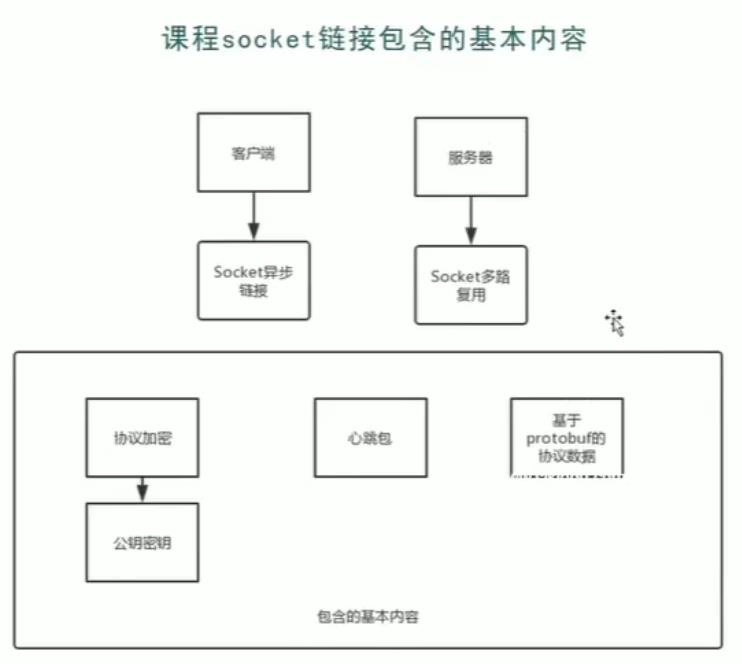 课程socket链接包含的基本内容
客户端
服务器
Socket异步
链接
Socket多路
复用
协议加密
心跳包
基于
protobuf的
协议数据
公钥密钥
包含的基本内容